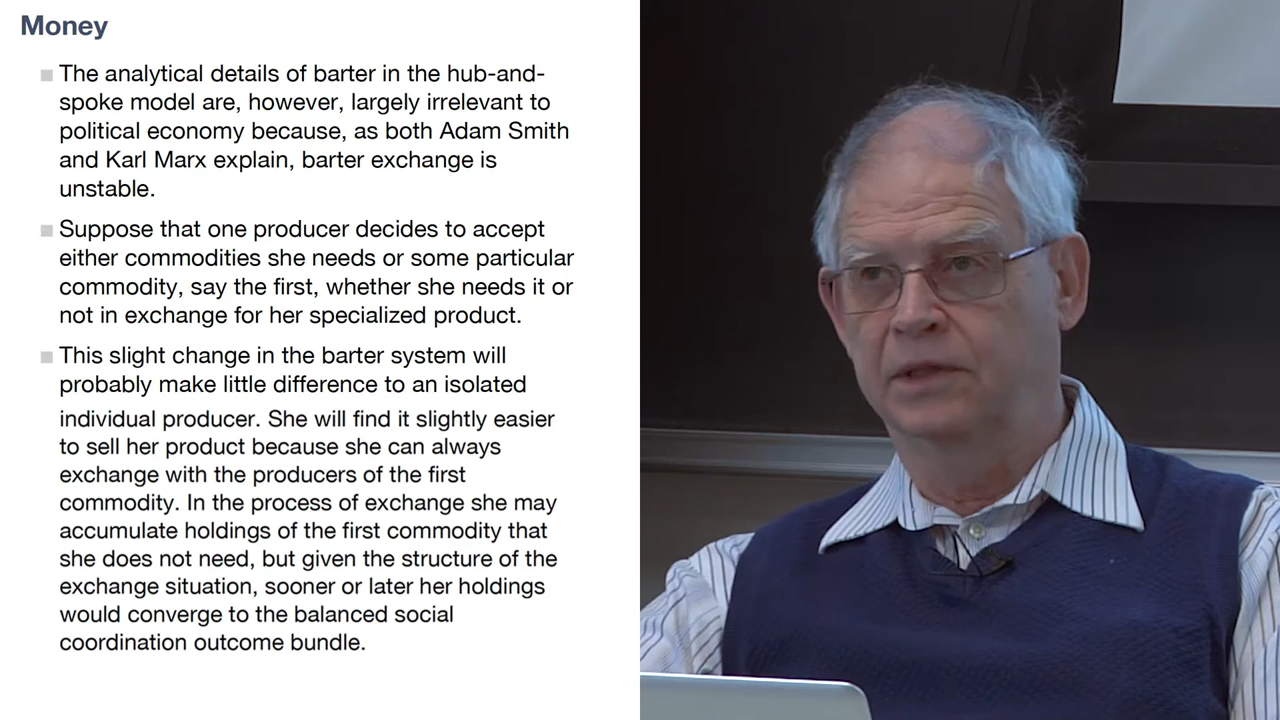 Money
The analytical details of barter in the hub-and-
spoke model are, however, largely irrelevant to
political economy because, as both Adam Smith
and Karl Marx explain, barter exchange is
unstable.
Suppose that one producer decides to accept
either commodities she needs or some particular
commodity, say the first, whether she needs it or
not in exchange for her specialized product.
This slight change in the barter system will
probably make little difference to an isolated
individual producer. She will find it slightly easier
to sell her product because she can always
exchange with the producers of the first
commodity. In the process of exchange she may
accumulate holdings of the first commodity that
she does not need, but given the structure of the
exchange situation, sooner or later her holdings
would converge to the balanced social
coordination outcome bundle.